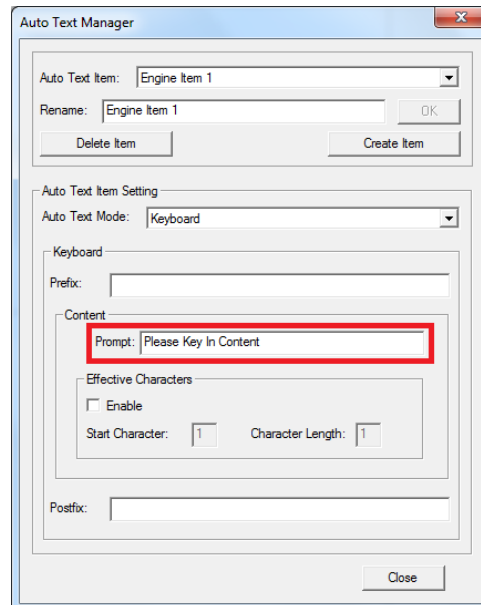 Auto Text Manager
Auto Text Item: Engine Item 1
Rename: Engine Item 1 OK
Delete Item Create Item
Auto Text Item Setting
Auto Text Mode: Keyboard
Keyboard
Prefix:
Content
Prompt: Please Key In Content
Effective Characters
Enable
Start Character: 1 Character Length: 1
Postfix:
Close